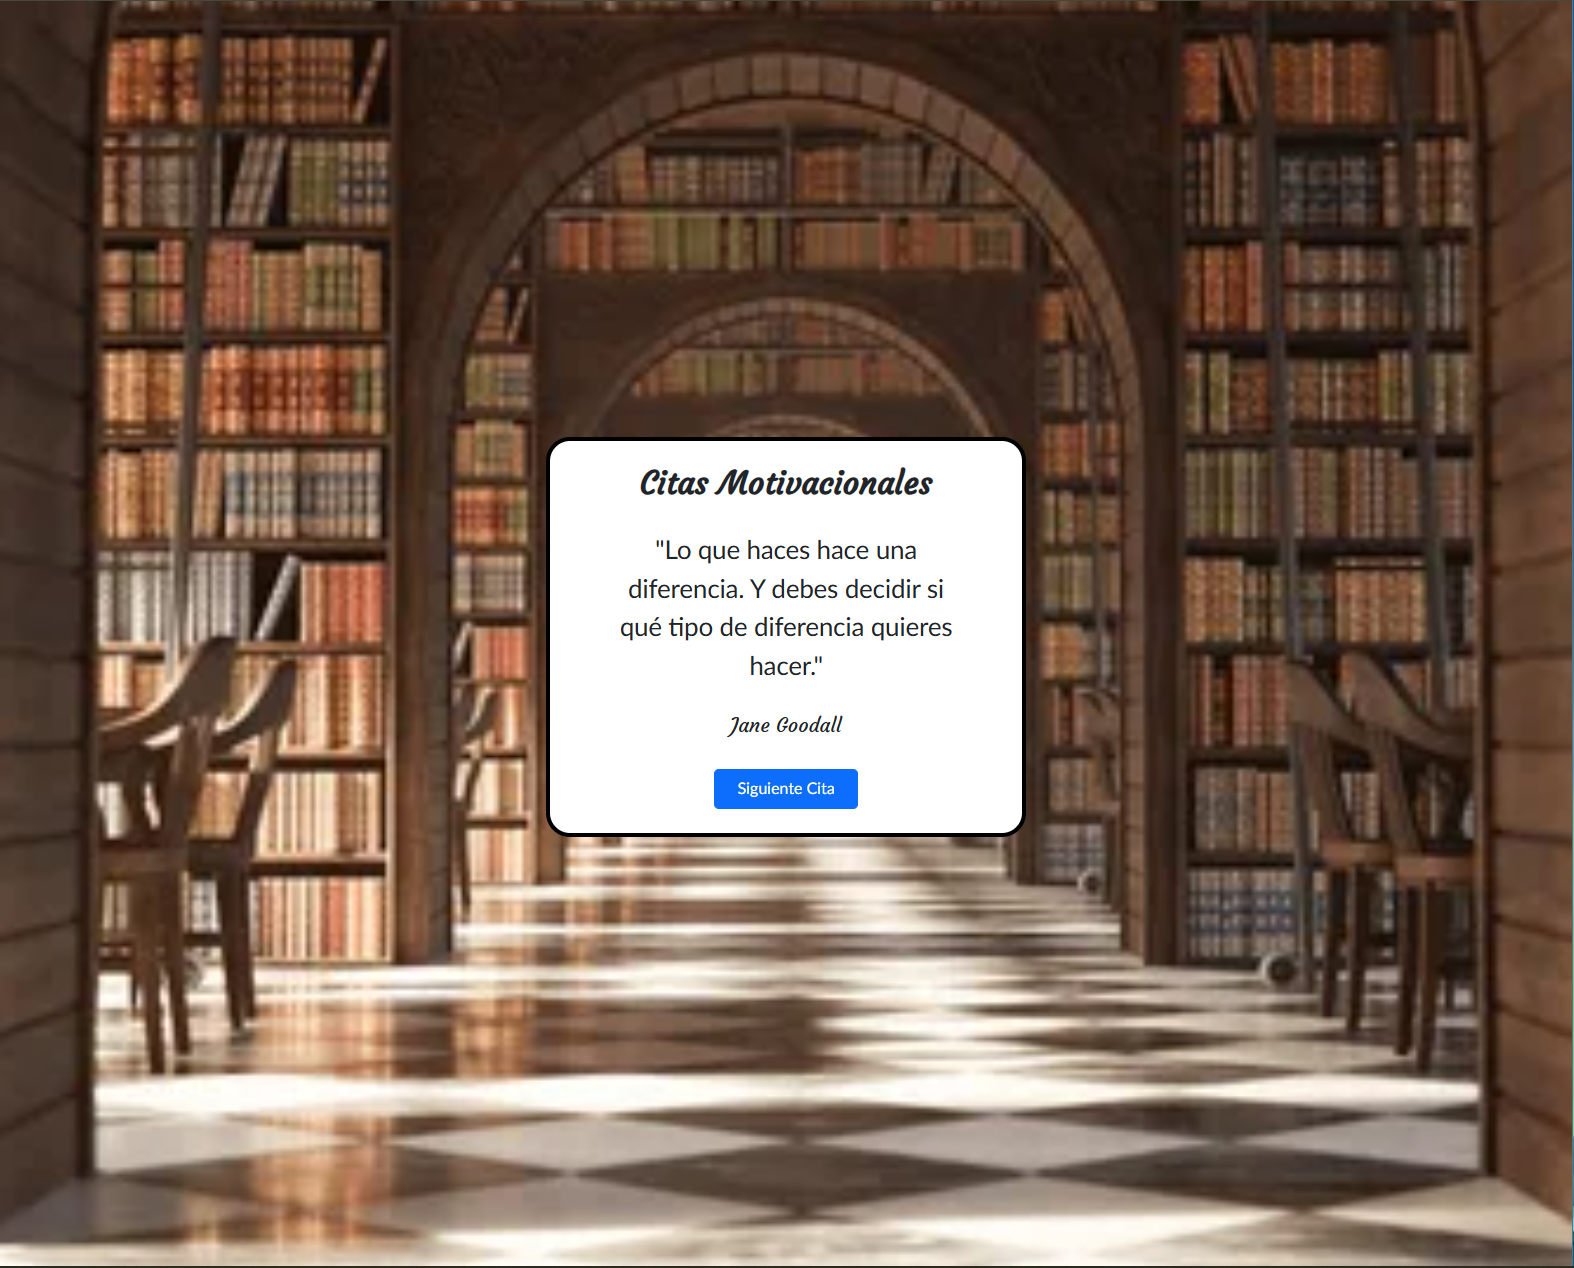 Citas Motivacionales
"Lo que haces hace una
diferencia. Y debes decidir si
qué tipo de diferencia quieres
hacer."
Jane Goodall
Siguiente Cita